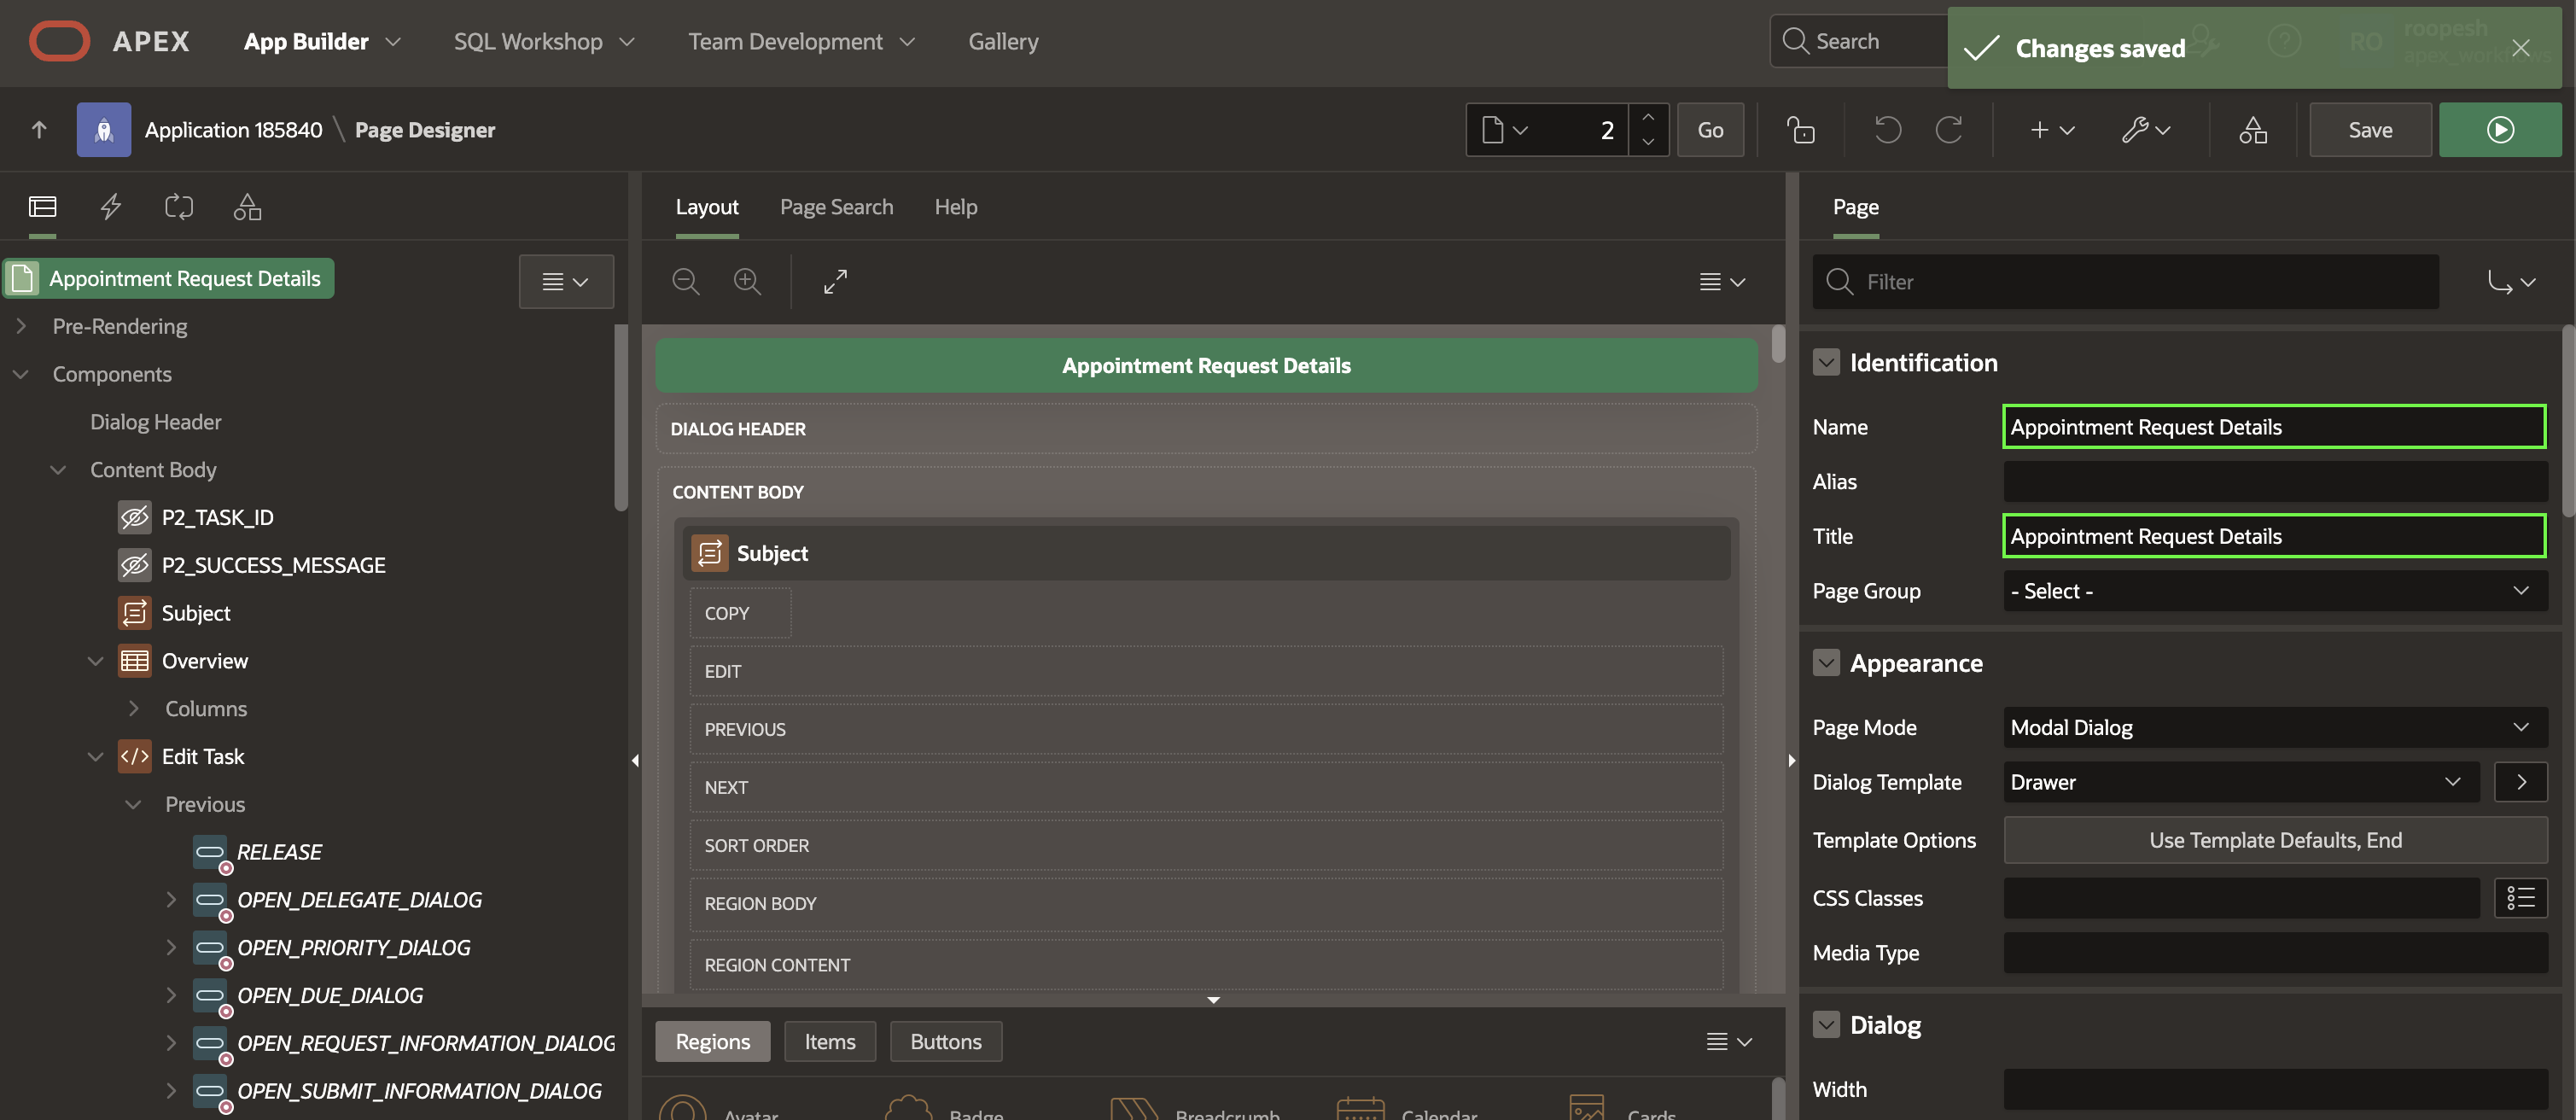 APEX
App Builder
SQL Workshop
Team Development
Gallery
Search
Changes saved
RO
roopesh
apex_workflows
Application 185840 \ Page Designer
2
Go
Save
Appointment Request Details
Pre-Rendering
Components
Dialog Header
Content Body
P2_TASK_ID
P2_SUCCESS_MESSAGE
Subject
Overview
Columns
Edit Task
Previous
RELEASE
OPEN_DELEGATE_DIALOG
OPEN_PRIORITY_DIALOG
OPEN_DUE_DIALOG
OPEN_REQUEST_INFORMATION_DIALOG
OPEN_SUBMIT_INFORMATION_DIALOG
Layout
Page Search
Help
Appointment Request Details
DIALOG HEADER
CONTENT BODY
Subject
COPY
EDIT
PREVIOUS
NEXT
SORT ORDER
REGION BODY
REGION CONTENT
Regions
Items
Buttons
Avatar
Badge
Breadcrumb
Calendar
Cards
Page
Filter
Identification
Name
Appointment Request Details
Alias
Title
Appointment Request Details
Page Group
- Select -
Appearance
Page Mode
Modal Dialog
Dialog Template
Drawer
Template Options
Use Template Defaults, End
CSS Classes
Media Type
Dialog
Width